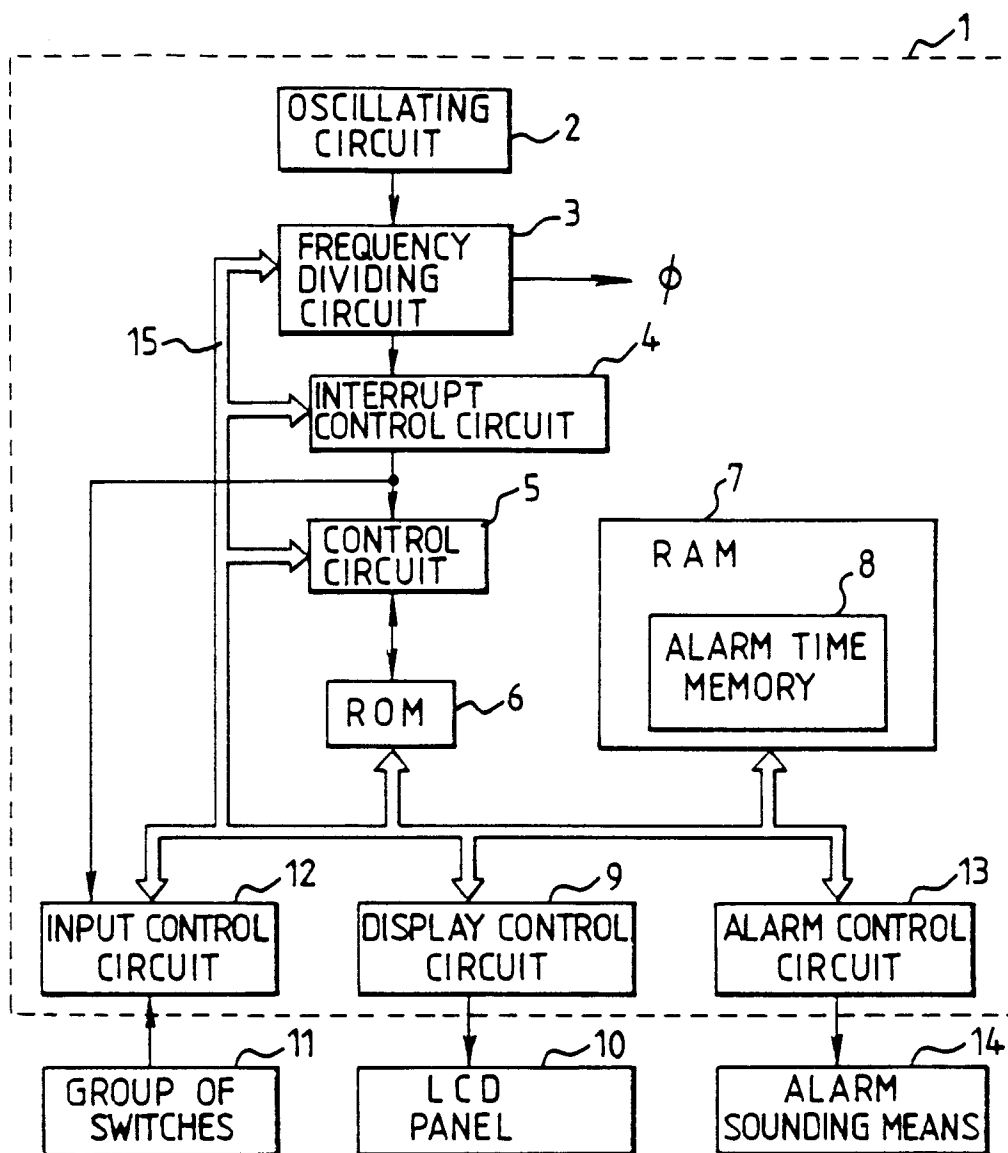 1
OSCILLATING
CIRCUIT
2
FREQUENCY
DIVIDING
CIRCUIT
3
ϕ
15
INTERRUPT
CONTROL CIRCUIT
4
CONTROL
CIRCUIT
5
ROM
6
RAM
7
ALARM TIME
MEMORY
8
INPUT CONTROL
CIRCUIT
12
DISPLAY CONTROL
CIRCUIT
9
ALARM CONTROL
CIRCUIT
13
GROUP OF
SWITCHES
11
LCD
PANEL
10
ALARM
SOUNDING MEANS
14